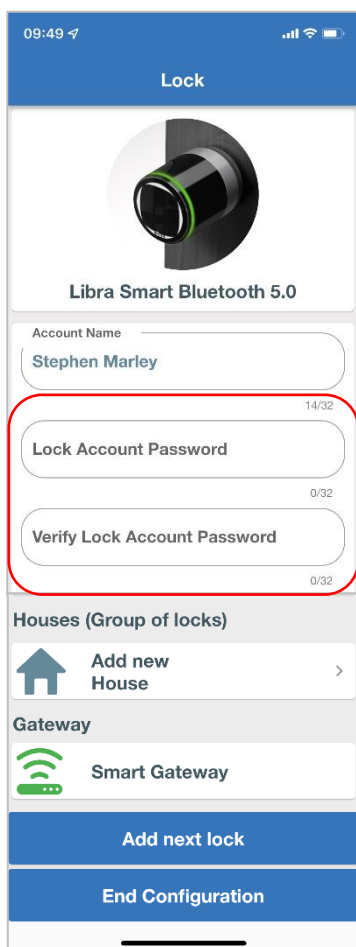 09:49
Lock
Libra Smart Bluetooth 5.0
Account Name
Stephen Marley
14/32
Lock Account Password
0/32
Verify Lock Account Password
0/32
Houses (Group of locks)
Add new
House
Gateway
Smart Gateway
Add next lock
End Configuration